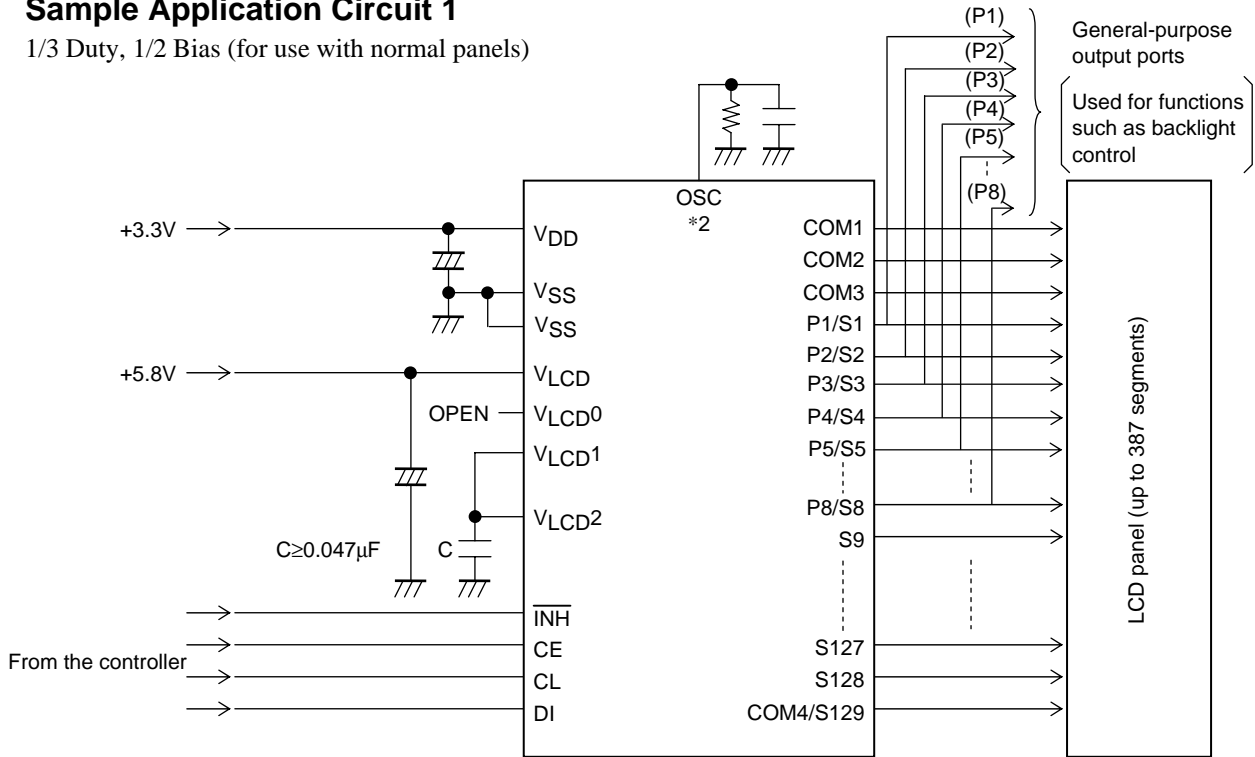 Sample Application Circuit 1
1/3 Duty, 1/2 Bias (for use with normal panels)
(P1)
(P2)
(P3)
(P4)
(P5)
(P8)
General-purpose
output ports
Used for functions
such as backlight
control
OSC
*2
+3.3V
VDD
VSS
VSS
+5.8V
VLCD
OPEN
VLCD0
VLCD1
VLCD2
C≥0.047μF
C
From the controller
INH
CE
CL
DI
COM1
COM2
COM3
P1/S1
P2/S2
P3/S3
P4/S4
P5/S5
P8/S8
S9
S127
S128
COM4/S129
LCD panel (up to 387 segments)